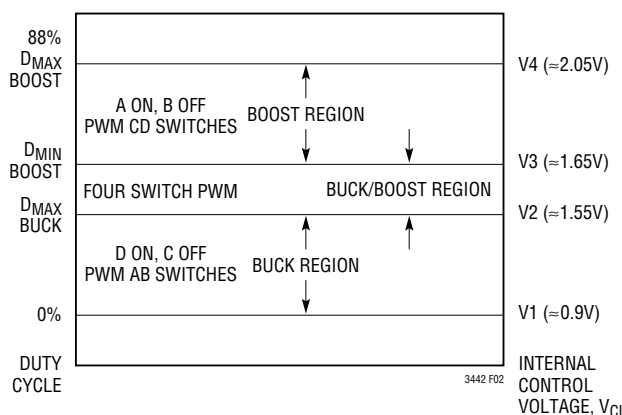 88%
DMAX
BOOST
V4 (≈2.05V)
A ON, B OFF
PWM CD SWITCHES
BOOST REGION
DMIN
BOOST
V3 (≈1.65V)
FOUR SWITCH PWM
BUCK/BOOST REGION
DMAX
BUCK
V2 (≈1.55V)
D ON, C OFF
PWM AB SWITCHES
BUCK REGION
0%
V1 (≈0.9V)
DUTY
CYCLE
3442 F02
INTERNAL
CONTROL
VOLTAGE, VCI